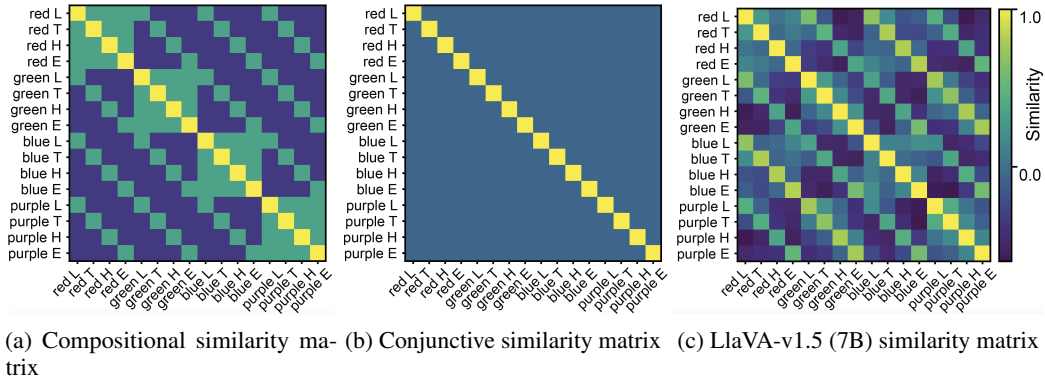 red L
red T
red H
red E
green L
green T
green H
green E
blue L
blue T
blue H
blue E
purple L
purple T
purple H
purple E
red L
red T
red H
red E
green L
green T
green H
green E
blue L
blue T
blue H
blue E
purple L
purple T
purple H
purple E
(a) Compositional similarity ma-
trix
red L
red T
red H
red E
green L
green T
green H
green E
blue L
blue T
blue H
blue E
purple L
purple T
purple H
purple E
red L
red T
red H
red E
green L
green T
green H
green E
blue L
blue T
blue H
blue E
purple L
purple T
purple H
purple E
(b) Conjunctive similarity matrix
red L
red T
red H
red E
green L
green T
green H
green E
blue L
blue T
blue H
blue E
purple L
purple T
purple H
purple E
red L
red T
red H
red E
green L
green T
green H
green E
blue L
blue T
blue H
blue E
purple L
purple T
purple H
purple E
Similarity
1.0
0.0
(c) LlaVA-v1.5 (7B) similarity matrix